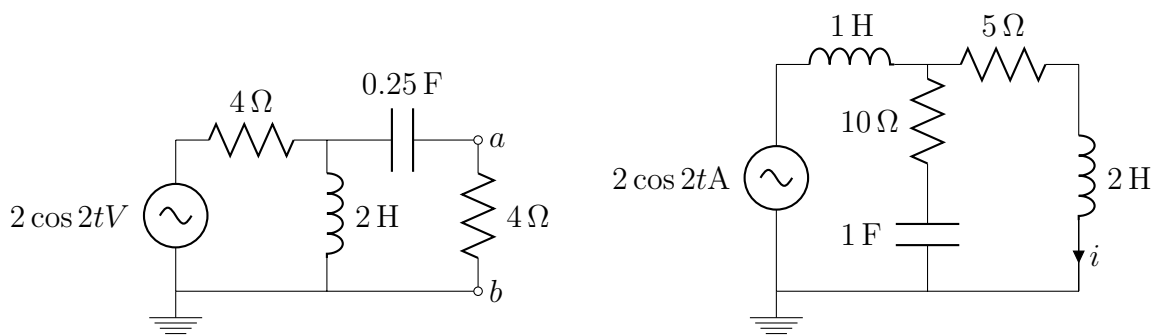 4 Ω
0.25 F
a
2 cos 2tV
2 H
4 Ω
b
1 H
5 Ω
10 Ω
2 cos 2tA
2 H
1 F
i